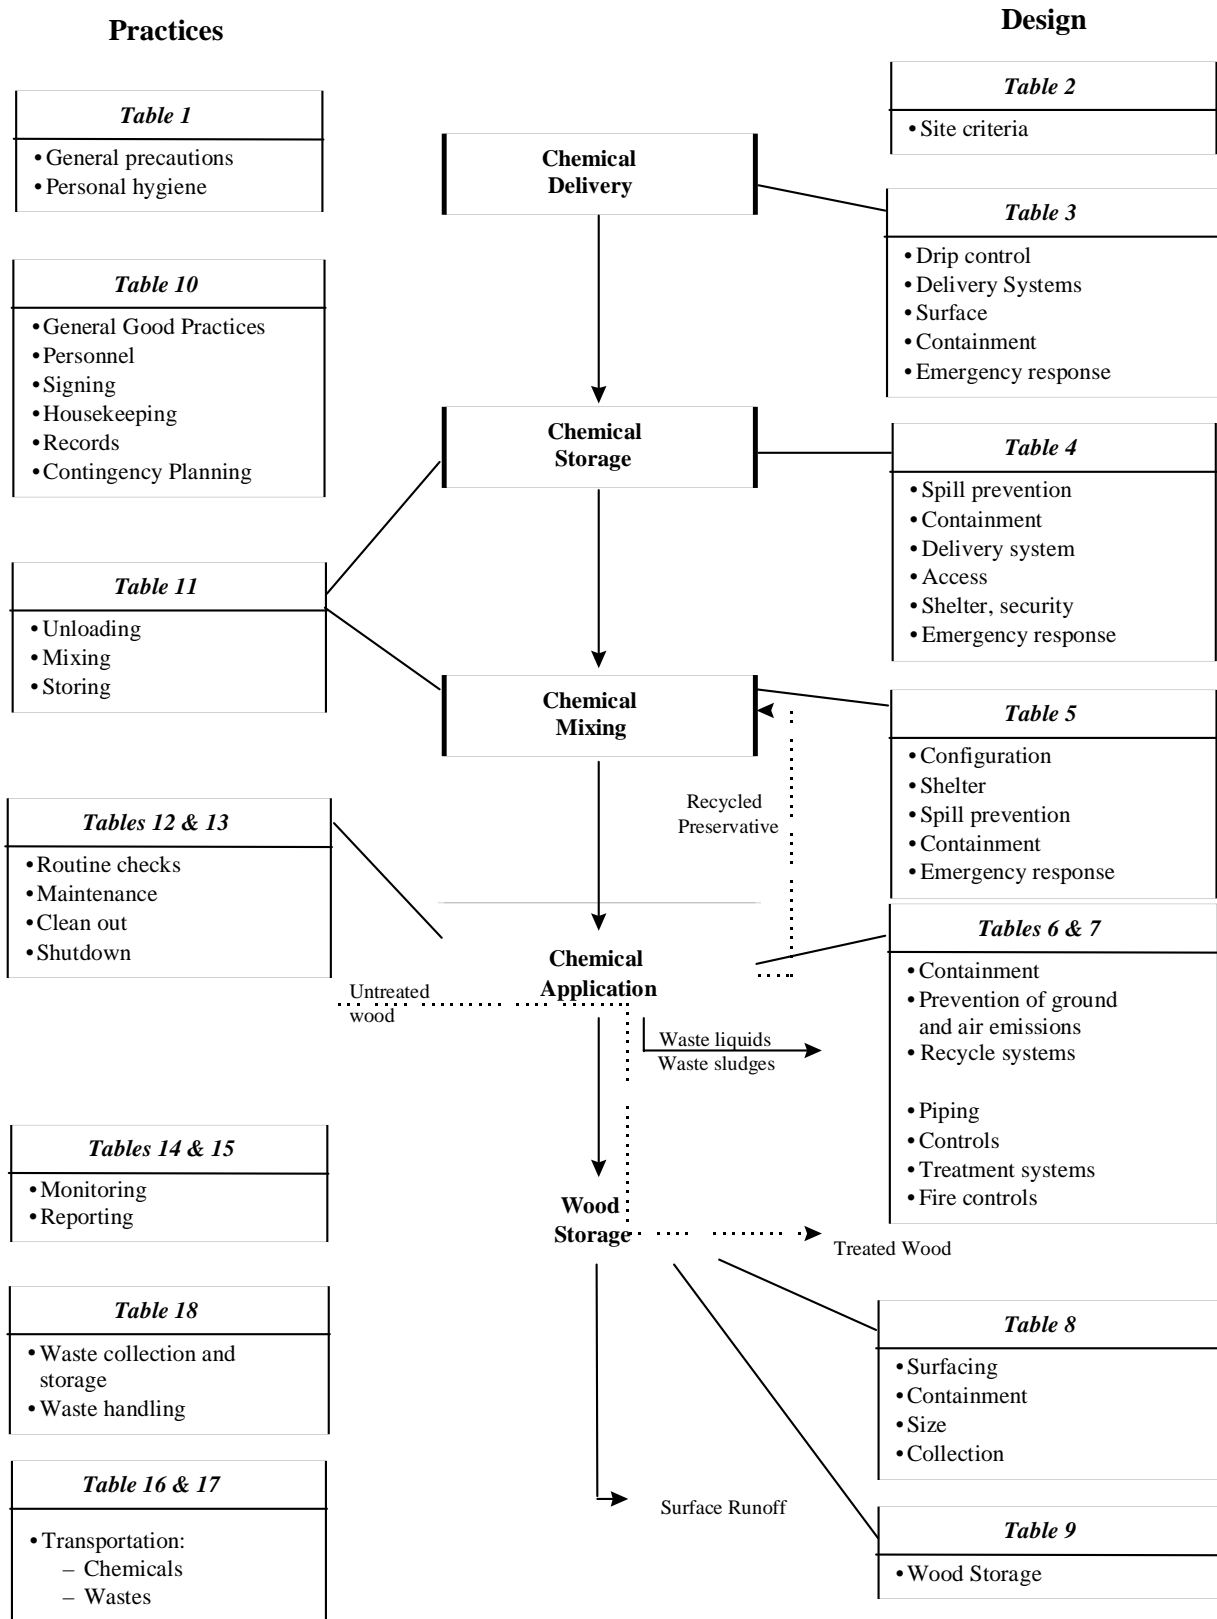 Practices
Table 1
• General precautions
• Personal hygiene
Table 10
• General Good Practices
• Personnel
• Signing
• Housekeeping
• Records
• Contingency Planning
Table 11
• Unloading
• Mixing
• Storing
Tables 12 & 13
• Routine checks
• Maintenance
• Clean out
• Shutdown
Tables 14 & 15
• Monitoring
• Reporting
Table 18
• Waste collection and
storage
• Waste handling
Table 16 & 17
• Transportation:
– Chemicals
– Wastes
Chemical
Delivery
Chemical
Storage
Chemical
Mixing
Recycled
Preservative
Chemical
Application
Untreated
wood
Waste liquids
Waste sludges
Wood
Storage
Treated Wood
Surface Runoff
Design
Table 2
• Site criteria
Table 3
• Drip control
• Delivery Systems
• Surface
• Containment
• Emergency response
Table 4
• Spill prevention
• Containment
• Delivery system
• Access
• Shelter, security
• Emergency response
Table 5
• Configuration
• Shelter
• Spill prevention
• Containment
• Emergency response
Tables 6 & 7
• Containment
• Prevention of ground
and air emissions
• Recycle systems
• Piping
• Controls
• Treatment systems
• Fire controls
Table 8
• Surfacing
• Containment
• Size
• Collection
Table 9
• Wood Storage